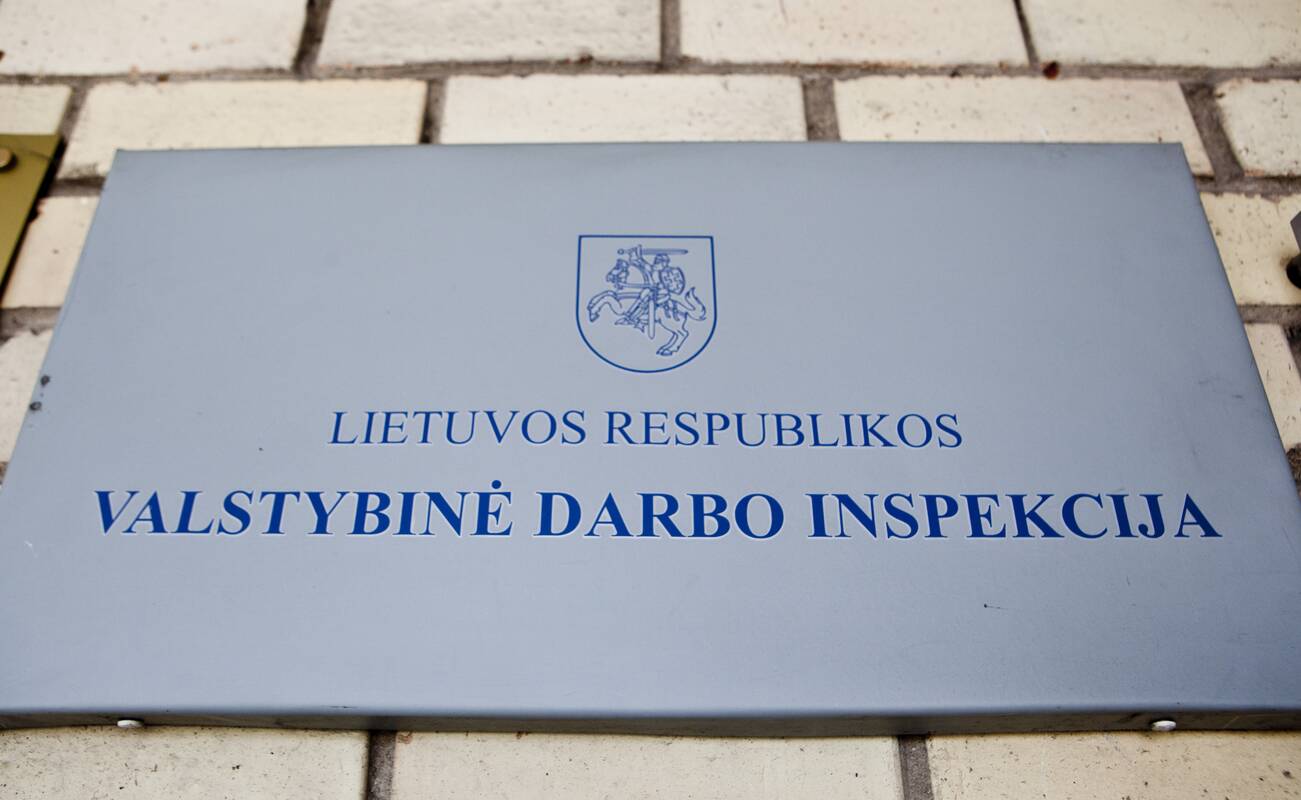 LIETUVOS RESPUBLIKOS
VALSTYBINĖ DARBO INSPEKCIJA